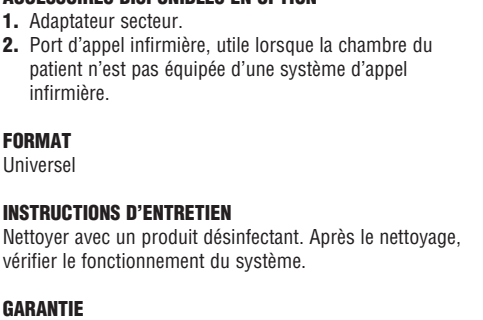 ACCESSOIRES DISPONIBLES EN OPTION
1. Adaptateur secteur.
2. Port d'appel infirmière, utile lorsque la chambre du
patient n'est pas équipée d'une système d'appel
infirmière.
FORMAT
Universel
INSTRUCTIONS D'ENTRETIEN
Nettoyer avec un produit désinfectant. Après le nettoyage,
vérifier le fonctionnement du système.
GARANTIE